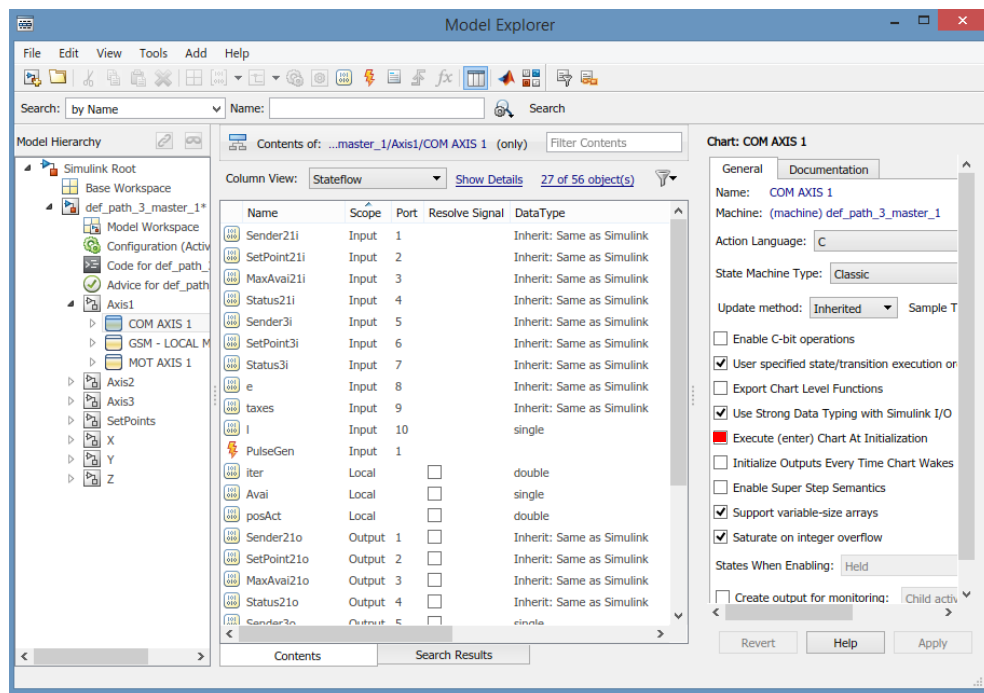 Model Explorer
File Edit View Tools Add Help
fx
Search: by Name Name: Search
Model Hierarchy
Simulink Root
Base Workspace
def_path_3_master_1*
Model Workspace
Configuration (Activ
Code for def_path_
Advice for def_path
Axis1
COM AXIS 1
GSM - LOCAL M
MOT AXIS 1
Axis2
Axis3
SetPoints
X
Y
Z
Contents of: ...master_1/Axis1/COM AXIS 1 (only) Filter Contents
Column View: Stateflow Show Details 27 of 56 object(s)
Name Scope Port Resolve Signal DataType
Sender21i Input 1 Inherit: Same as Simulink
SetPoint21i Input 2 Inherit: Same as Simulink
MaxAvai21i Input 3 Inherit: Same as Simulink
Status21i Input 4 Inherit: Same as Simulink
Sender3i Input 5 Inherit: Same as Simulink
SetPoint3i Input 6 Inherit: Same as Simulink
Status3i Input 7 Inherit: Same as Simulink
e Input 8 Inherit: Same as Simulink
taxes Input 9 Inherit: Same as Simulink
l Input 10 single
PulseGen Input 1
iter Local double
Avai Local single
posAct Local double
Sender21o Output 1 Inherit: Same as Simulink
SetPoint21o Output 2 Inherit: Same as Simulink
MaxAvai21o Output 3 Inherit: Same as Simulink
Status21o Output 4 Inherit: Same as Simulink
Sender3o Output 5 single
Contents Search Results
Chart: COM AXIS 1
General Documentation
Name: COM AXIS 1
Machine: (machine) def_path_3_master_1
Action Language: C
State Machine Type: Classic
Update method: Inherited Sample T
Enable C-bit operations
User specified state/transition execution or
Export Chart Level Functions
Use Strong Data Typing with Simulink I/O
Execute (enter) Chart At Initialization
Initialize Outputs Every Time Chart Wakes
Enable Super Step Semantics
Support variable-size arrays
Saturate on integer overflow
States When Enabling: Held
Create output for monitoring: Child activ
Revert Help Apply